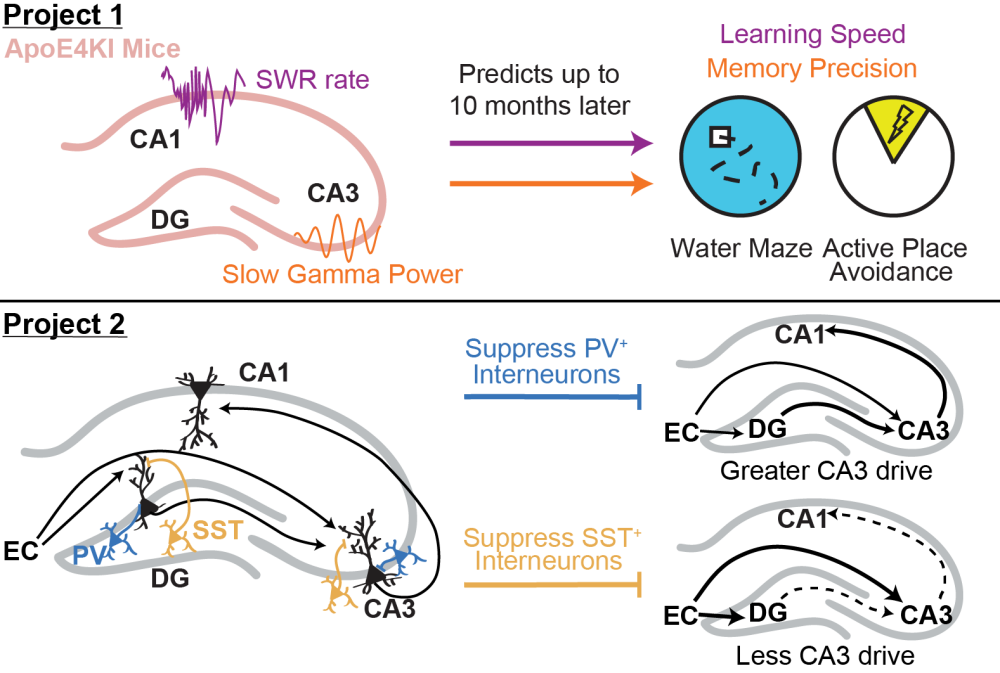 Project 1
ApoE4KI Mice
SWR rate
CA1
CA3
DG
Slow Gamma Power
Predicts up to
10 months later
Learning Speed
Memory Precision
Water Maze
Active Place
Avoidance
Project 2
CA1
EC
PV
SST
DG
CA3
Suppress PV⁺
Interneurons
CA1
EC
DG
CA3
Greater CA3 drive
Suppress SST⁺
Interneurons
CA1
EC
DG
CA3
Less CA3 drive